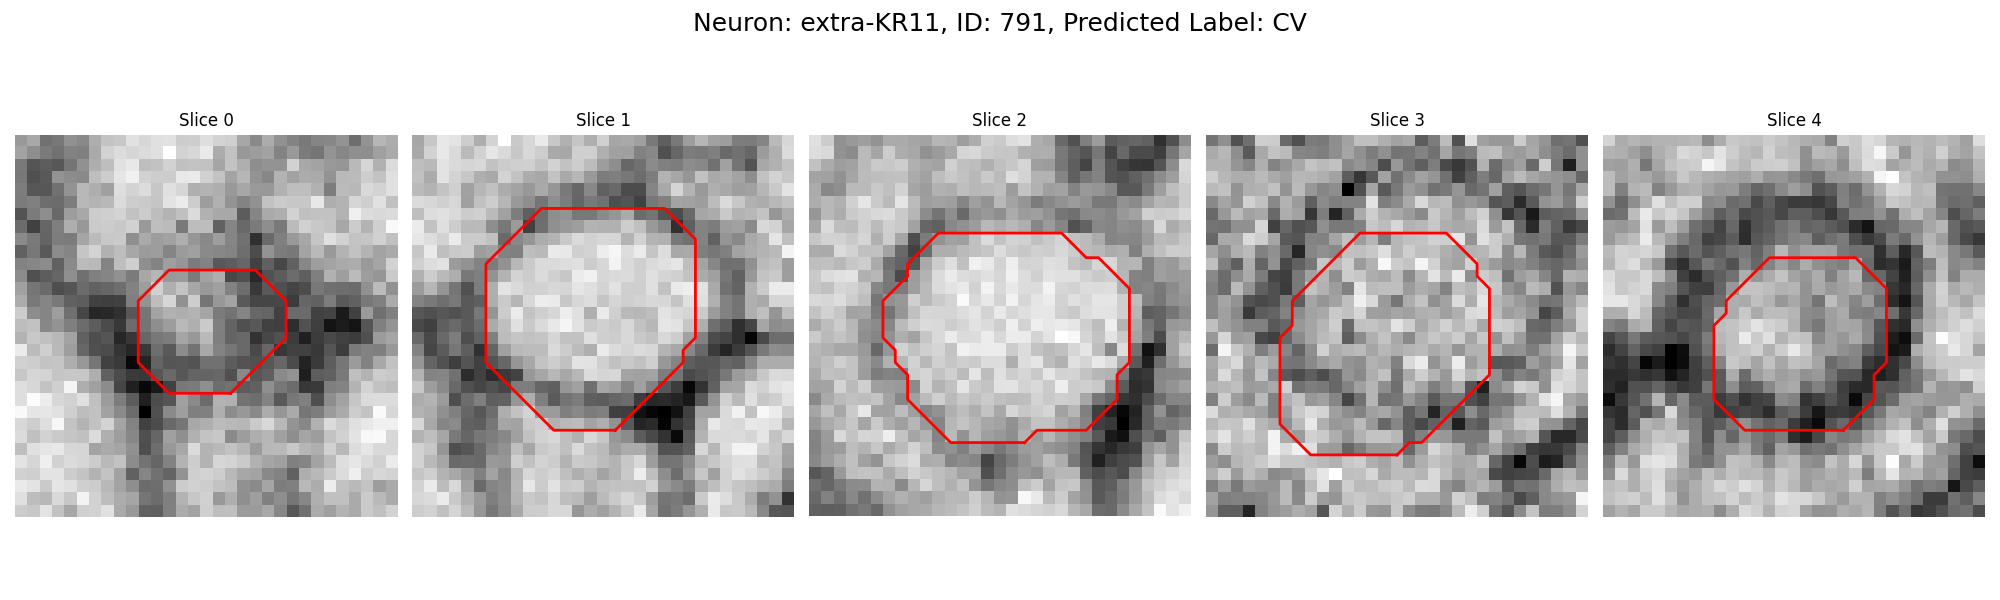 Neuron: extra-KR11, ID: 791, Predicted Label: CV
Slice 0
Slice 1
Slice 2
Slice 3
Slice 4